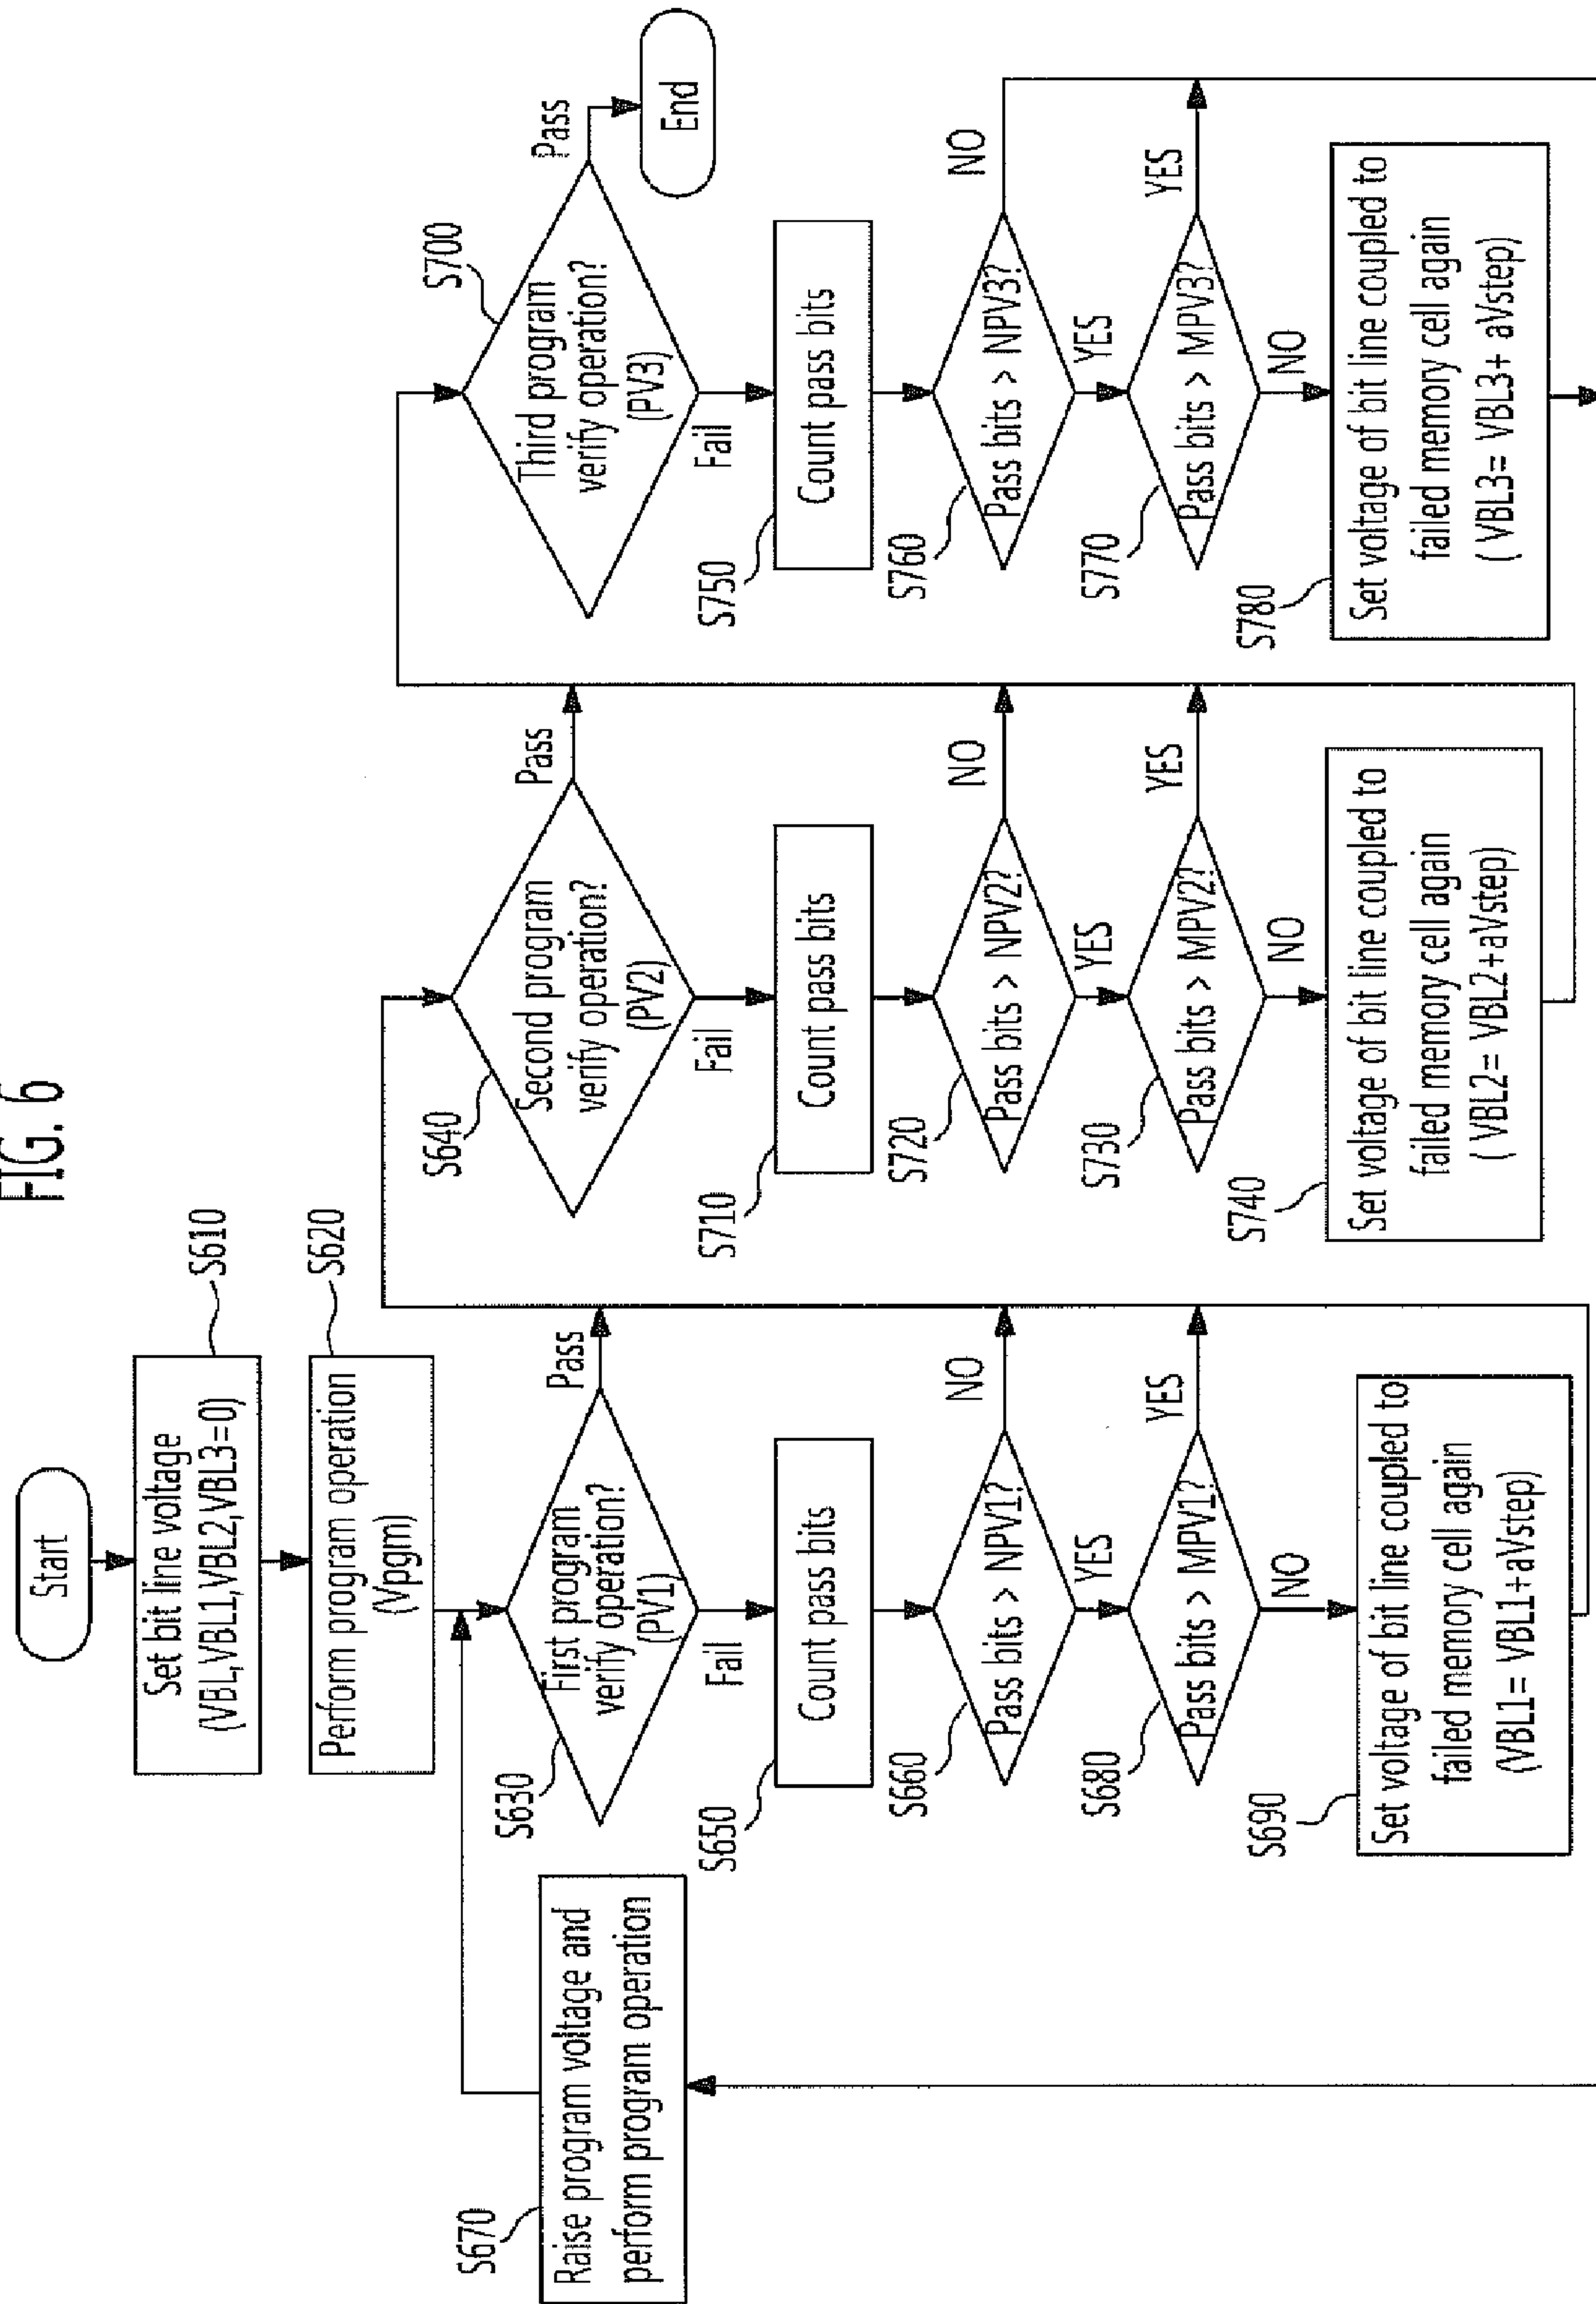 FIG. 6
Start
Set bit line voltage
(VBL,VBL1,VBL2,VBL3=0)
S610
Perform program operation
(Vpgm)
S620
S670
Raise program voltage and
perform program operation
S630
First program
verify operation?
(PV1)
Pass
Fail
S650
Count pass bits
S660
Pass bits > NPV1?
NO
YES
S680
Pass bits > MPV1?
YES
NO
S690
Set voltage of bit line coupled to
failed memory cell again
(VBL1= VBL1+aVstep)
S640
Second program
verify operation?
(PV2)
Pass
Fail
S710
Count pass bits
S720
Pass bits > NPV2?
NO
YES
S730
Pass bits > MPV2?
YES
NO
S740
Set voltage of bit line coupled to
failed memory cell again
( VBL2= VBL2+aVstep)
S700
Third program
verify operation?
(PV3)
Pass
End
Fail
S750
Count pass bits
S760
Pass bits > NPV3?
NO
YES
S770
Pass bits > MPV3?
YES
NO
S780
Set voltage of bit line coupled to
failed memory cell again
( VBL3= VBL3+ aVstep)